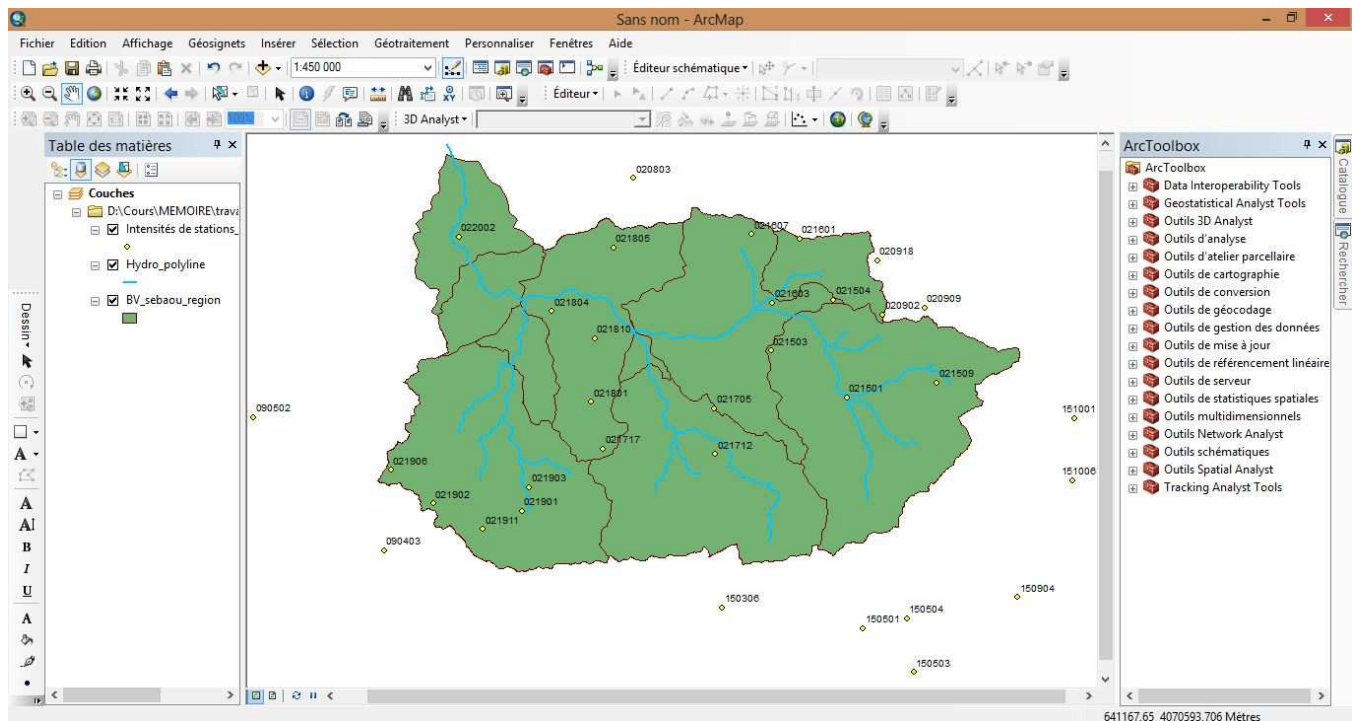 Sans nom - ArcMap
Fichier Edition Affichage Géosignets Insérer Sélection Géotraitement Personnaliser Fenêtres Aide
1:450 000
Éditeur schématique
Éditeur
100%
3D Analyst
Table des matières
Couches
D:\Cours\MEMOIRE\trava
Intensités de stations_
Hydro_polyline
BV_sebaou_region
Dessin
A
A
A
B
I
U
A
020803
022002
021805
021607
021601
020918
021804
021603
021504
020902
020909
021810
021503
021509
021801
021501
021705
090502
151001
021717
021712
021906
151006
021903
021902
021901
021911
090403
150306
150904
150504
150501
150503
ArcToolbox
ArcToolbox
Data Interoperability Tools
Geostatistical Analyst Tools
Outils 3D Analyst
Outils d'analyse
Outils d'atelier parcellaire
Outils de cartographie
Outils de conversion
Outils de géocodage
Outils de gestion des données
Outils de mise à jour
Outils de référencement linéaire
Outils de serveur
Outils de statistiques spatiales
Outils multidimensionnels
Outils Network Analyst
Outils schématiques
Outils Spatial Analyst
Tracking Analyst Tools
Catalogue
Rechercher
641167,65 4070593,706 Mètres